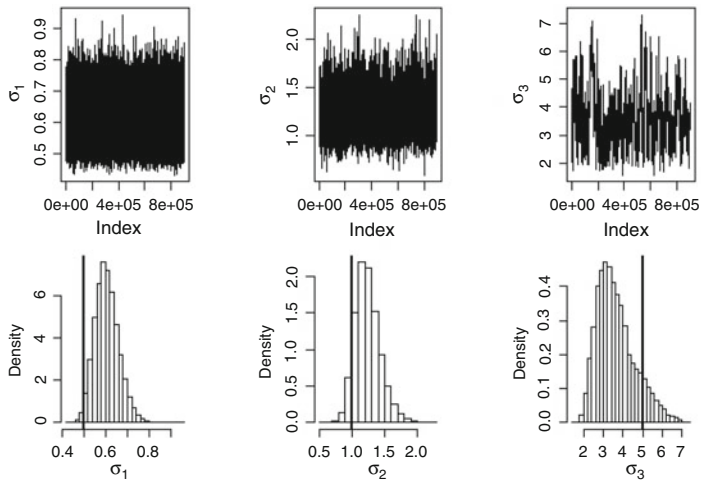 σ1
0.5 0.6 0.7 0.8 0.9
0e+00 4e+05 8e+05
Index
σ2
1.0 1.5 2.0
0e+00 4e+05 8e+05
Index
σ3
2 3 4 5 6 7
0e+00 4e+05 8e+05
Index
Density
0 2 4 6
0.4 0.6 0.8
σ1
Density
0.0 0.5 1.0 1.5 2.0
0.5 1.0 2.0
σ2
Density
0.0 0.1 0.2 0.3 0.4
2 3 4 5 6 7
σ3